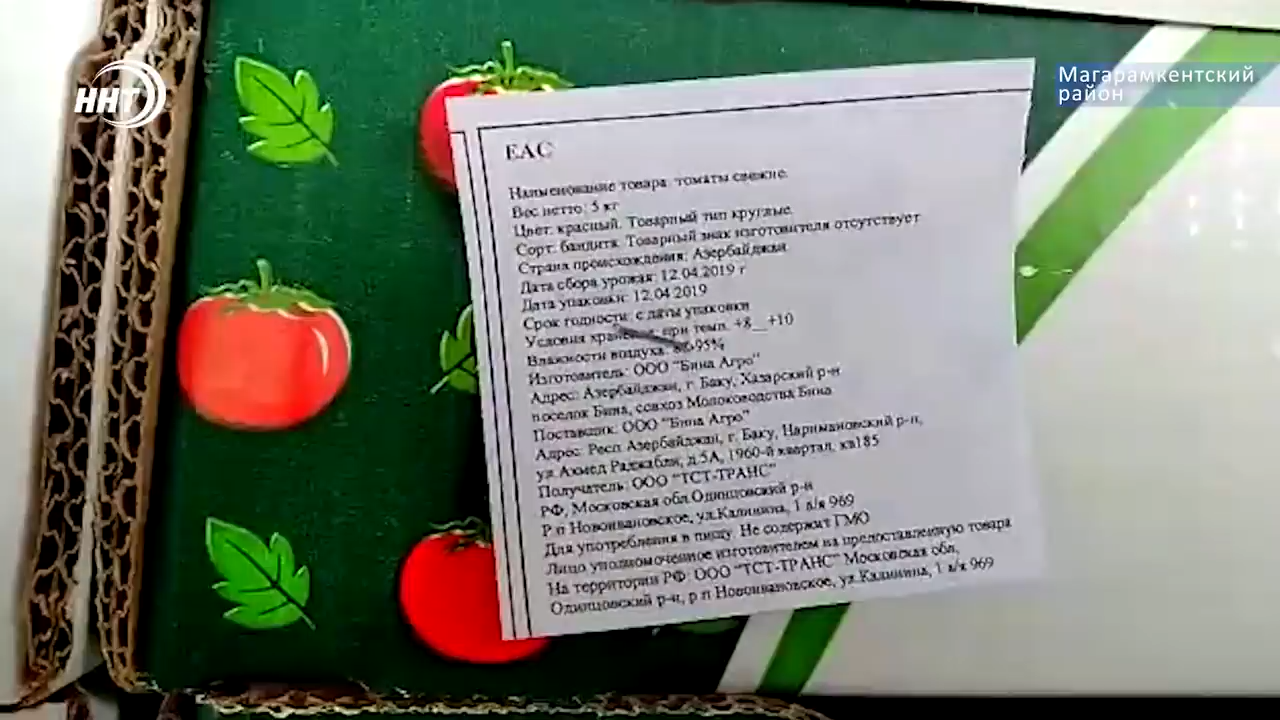 ННТ
Магарамкентский
район
ЕАС
Наименование товара: томаты свежие.
Вес нетто: 5 кг
Цвет: красный. Товарный тип круглые.
Сорт: бандита. Товарный знак изготовителя отсутствует
Страна происхождения: Азербайджан
Дата сбора урожая: 12.04.2019 г
Дата упаковки: 12.04.2019
Срок годности: с даты упаковки
Условия хранения: при темп. +8__+10
Влажности воздуха: 95%
Изготовитель: ООО "Бина Агро"
Адрес: Азербайджан, г. Баку, Хазарский р-н
поселок Бина, совхоз Молоководства Бина
Поставщик: ООО "Бина Агро"
Адрес: Респ. Азербайджан, г. Баку, Наримановский р-н,
ул.Ахмед Раджабли, д.5А, 1960-й квартал, кв185
Получатель: ООО "ТСТ-ТРАНС"
РФ, Московская обл.Одинцовский р-н
Р.п Новоивановское, ул.Калинина, 1 а/я 969
Для употребления в пищу. Не содержит ГМО
Лицо уполномоченное изготовителем на предоставленную товара
На территории РФ: ООО "ТСТ-ТРАНС" Московская обл,
Одинцовский р-н, р.п Новоивановское, ул.Калинина, 1 а/я 969